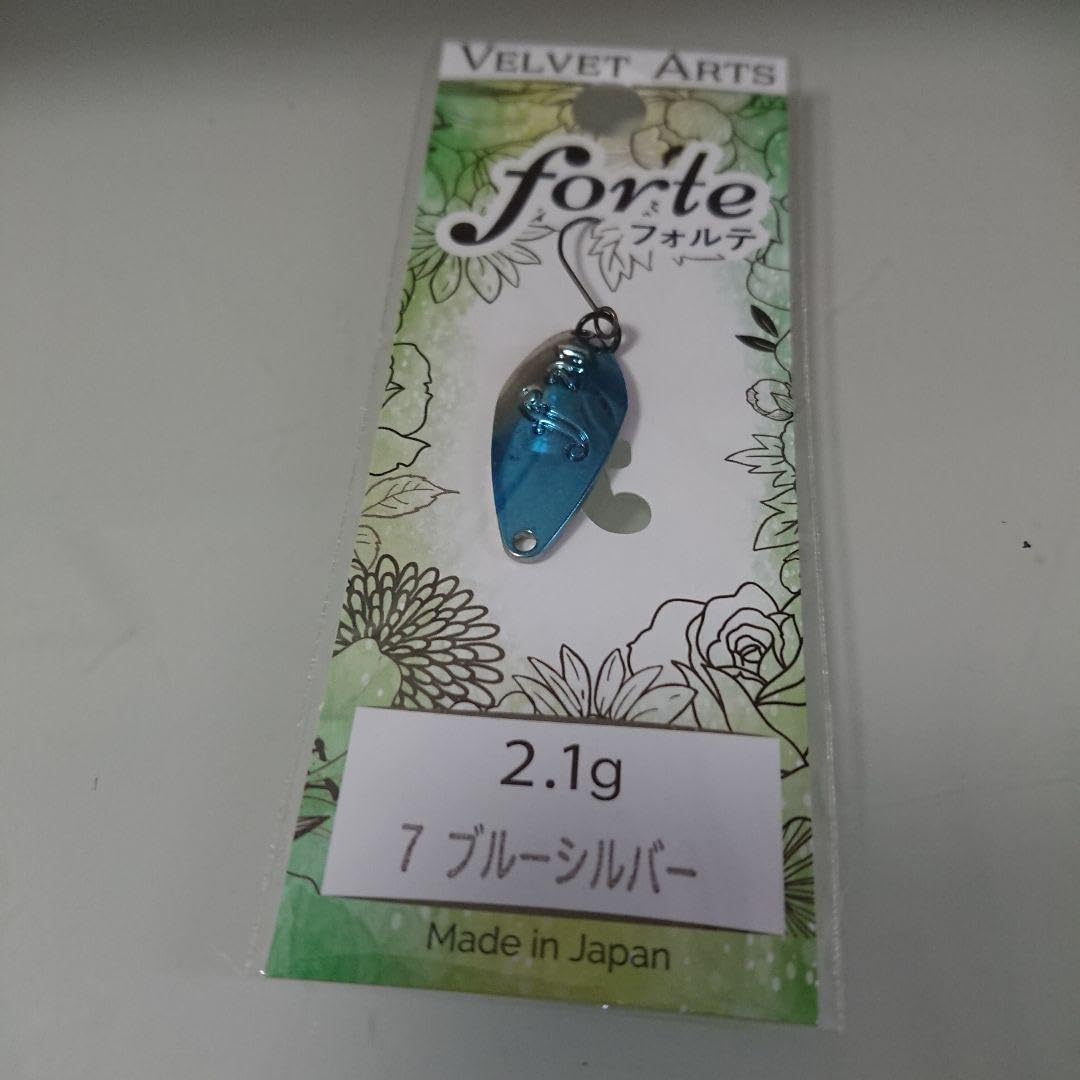 VELVET ARTS
forte
フォルテ
2.1g
7 ブルーシルバー
Made in Japan